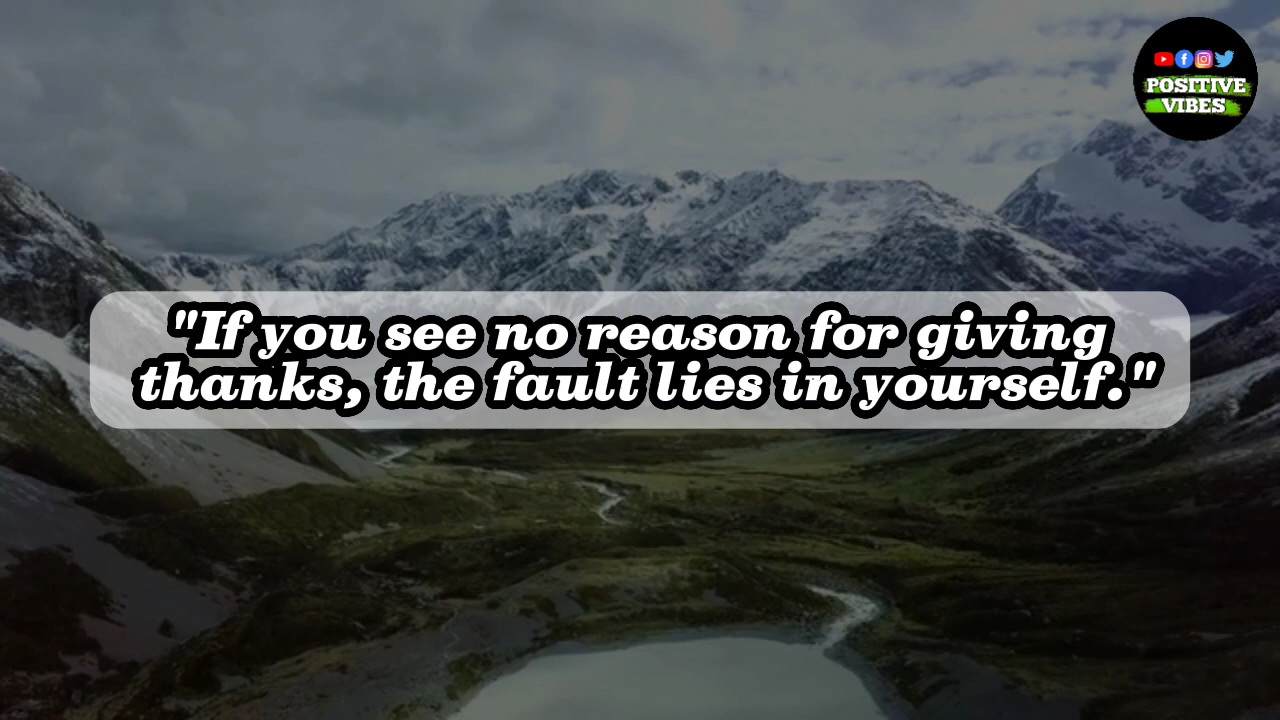 POSITIVE
VIBES
"If you see no reason for giving
thanks, the fault lies in yourself."